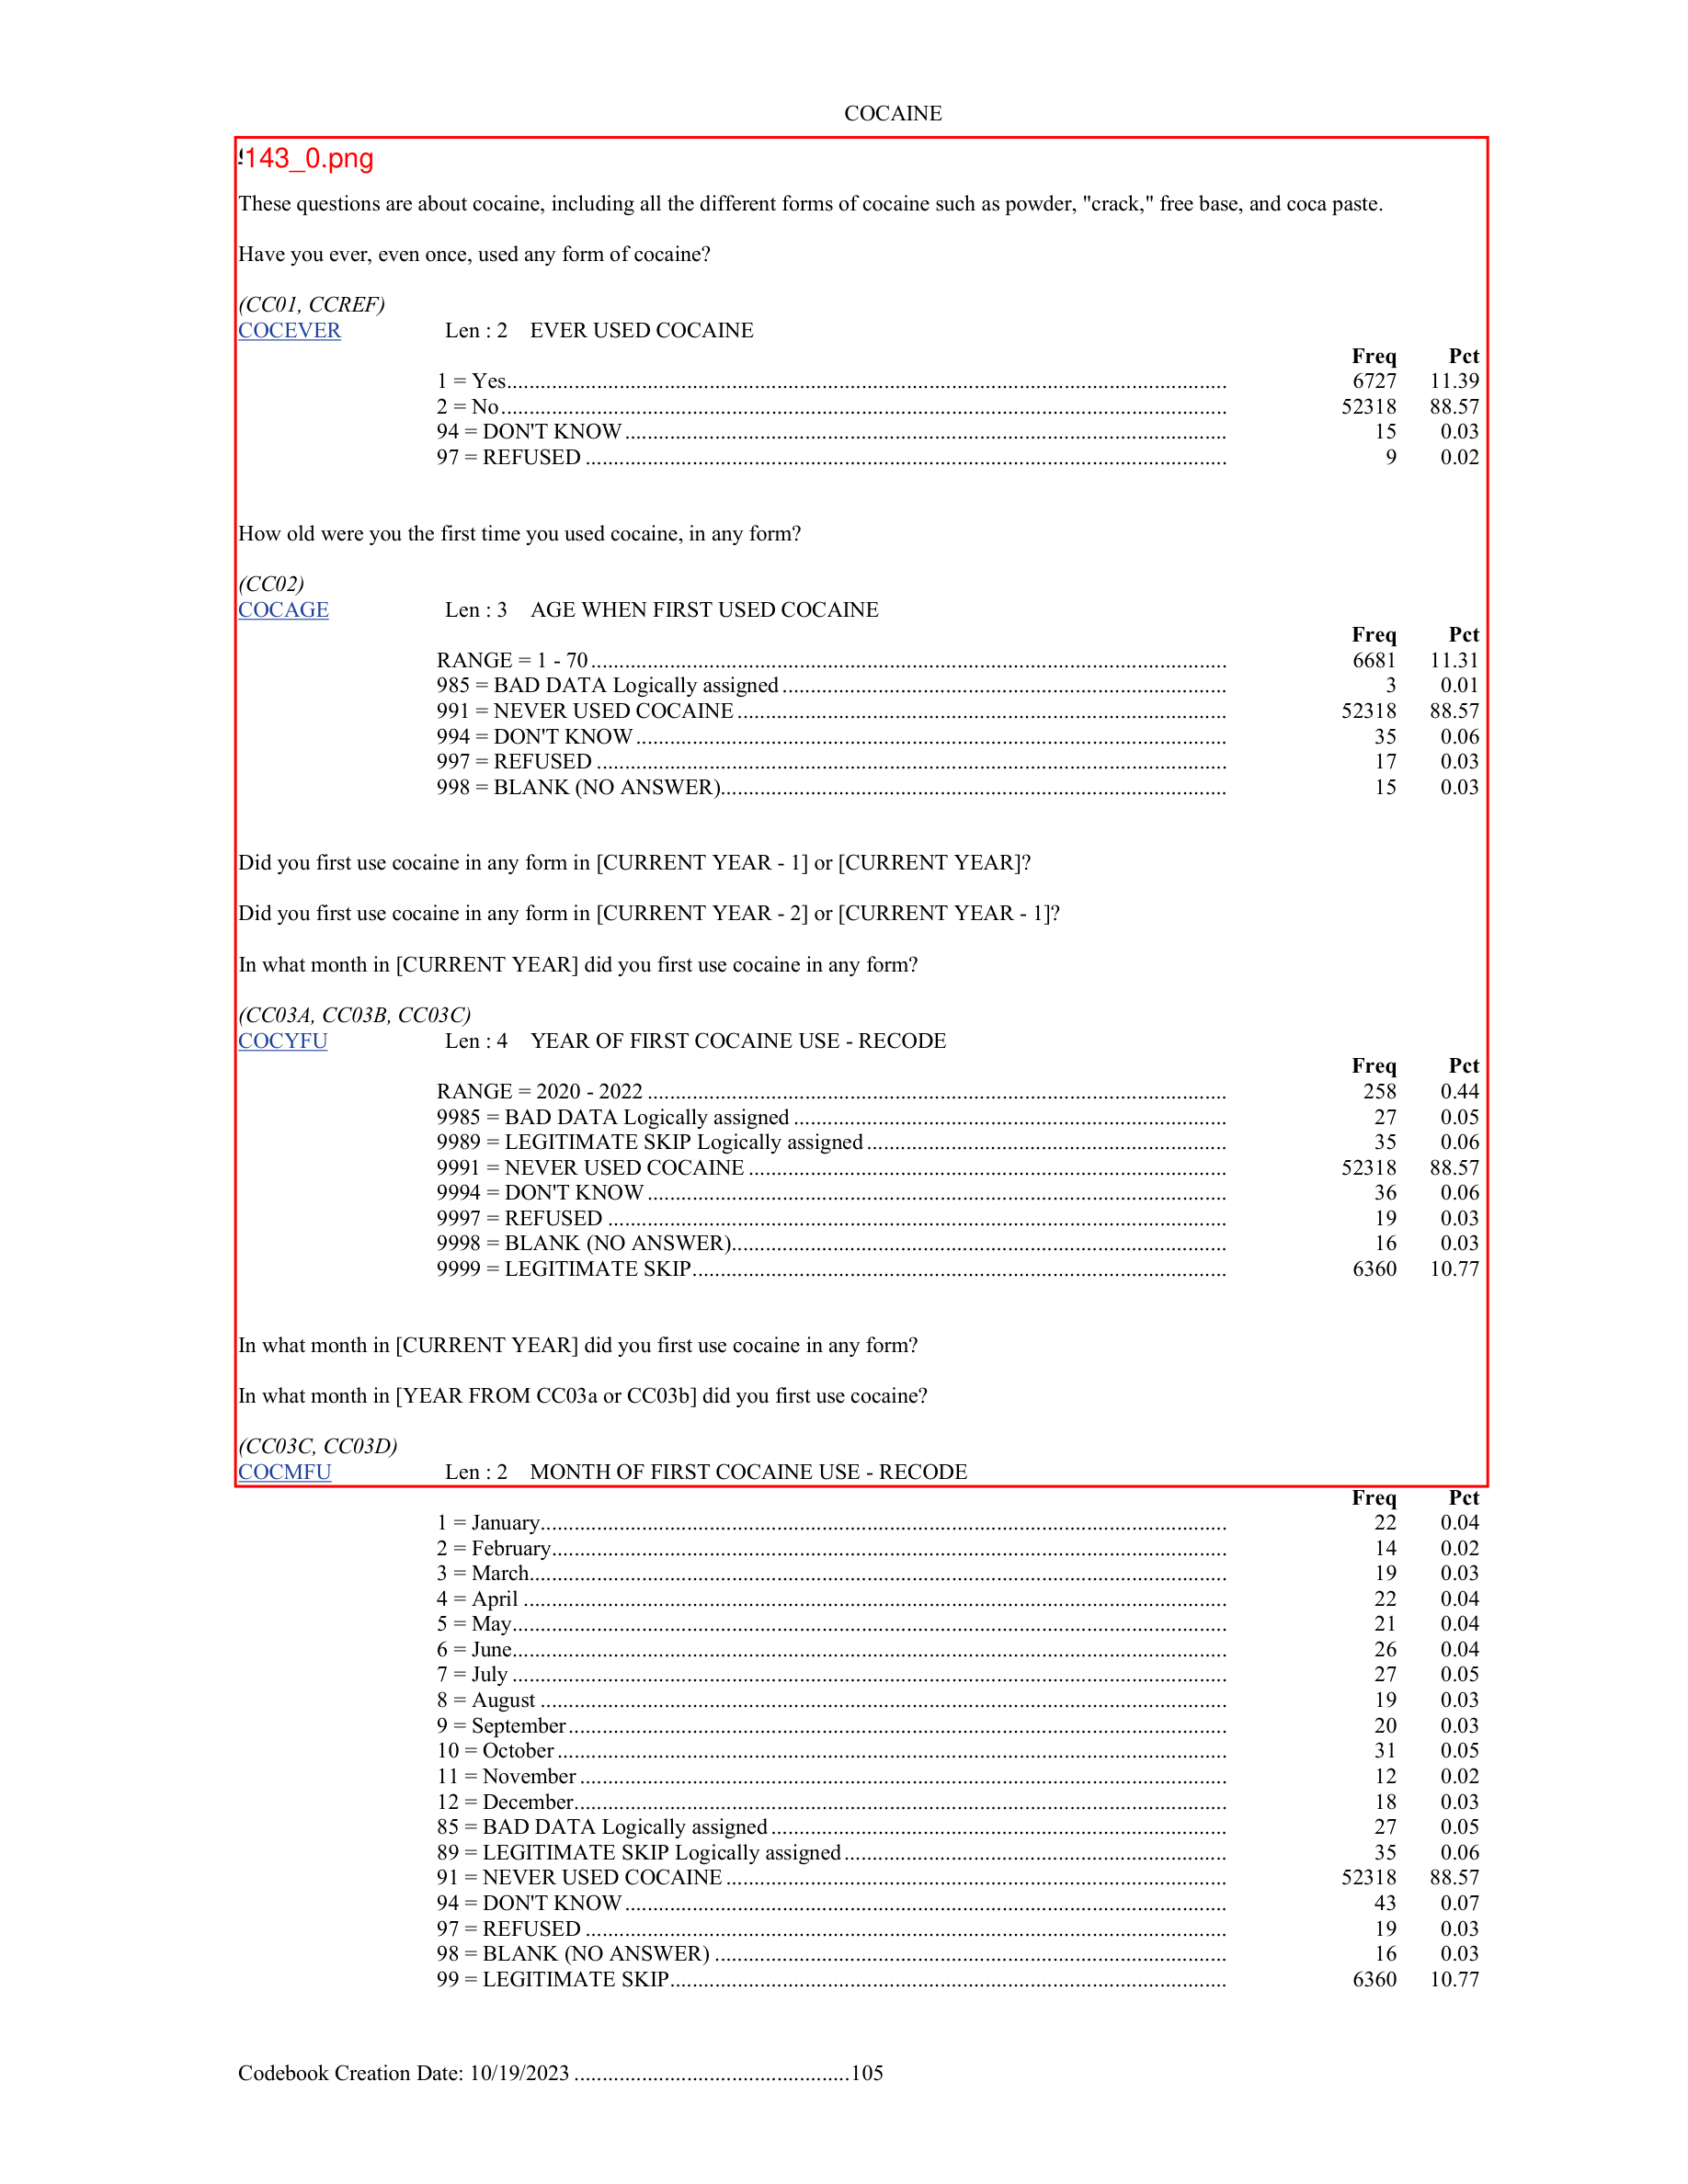 COCAINE
143_0.png
These questions are about cocaine, including all the different forms of cocaine such as powder, "crack," free base, and coca paste.
Have you ever, even once, used any form of cocaine?
(CC01, CCREF)
COCEVER Len : 2 EVER USED COCAINE
Freq Pct
1 = Yes 6727 11.39
2 = No 52318 88.57
94 = DON'T KNOW 15 0.03
97 = REFUSED 9 0.02
How old were you the first time you used cocaine, in any form?
(CC02)
COCAGE Len : 3 AGE WHEN FIRST USED COCAINE
Freq Pct
RANGE = 1 - 70 6681 11.31
985 = BAD DATA Logically assigned 3 0.01
991 = NEVER USED COCAINE 52318 88.57
994 = DON'T KNOW 35 0.06
997 = REFUSED 17 0.03
998 = BLANK (NO ANSWER) 15 0.03
Did you first use cocaine in any form in [CURRENT YEAR - 1] or [CURRENT YEAR]?
Did you first use cocaine in any form in [CURRENT YEAR - 2] or [CURRENT YEAR - 1]?
In what month in [CURRENT YEAR] did you first use cocaine in any form?
(CC03A, CC03B, CC03C)
COCYFU Len : 4 YEAR OF FIRST COCAINE USE - RECODE
Freq Pct
RANGE = 2020 - 2022 258 0.44
9985 = BAD DATA Logically assigned 27 0.05
9989 = LEGITIMATE SKIP Logically assigned 35 0.06
9991 = NEVER USED COCAINE 52318 88.57
9994 = DON'T KNOW 36 0.06
9997 = REFUSED 19 0.03
9998 = BLANK (NO ANSWER) 16 0.03
9999 = LEGITIMATE SKIP 6360 10.77
In what month in [CURRENT YEAR] did you first use cocaine in any form?
In what month in [YEAR FROM CC03a or CC03b] did you first use cocaine?
(CC03C, CC03D)
COCMFU Len : 2 MONTH OF FIRST COCAINE USE - RECODE
Freq Pct
1 = January 22 0.04
2 = February 14 0.02
3 = March 19 0.03
4 = April 22 0.04
5 = May 21 0.04
6 = June 26 0.04
7 = July 27 0.05
8 = August 19 0.03
9 = September 20 0.03
10 = October 31 0.05
11 = November 12 0.02
12 = December 18 0.03
85 = BAD DATA Logically assigned 27 0.05
89 = LEGITIMATE SKIP Logically assigned 35 0.06
91 = NEVER USED COCAINE 52318 88.57
94 = DON'T KNOW 43 0.07
97 = REFUSED 19 0.03
98 = BLANK (NO ANSWER) 16 0.03
99 = LEGITIMATE SKIP 6360 10.77
Codebook Creation Date: 10/19/2023 105